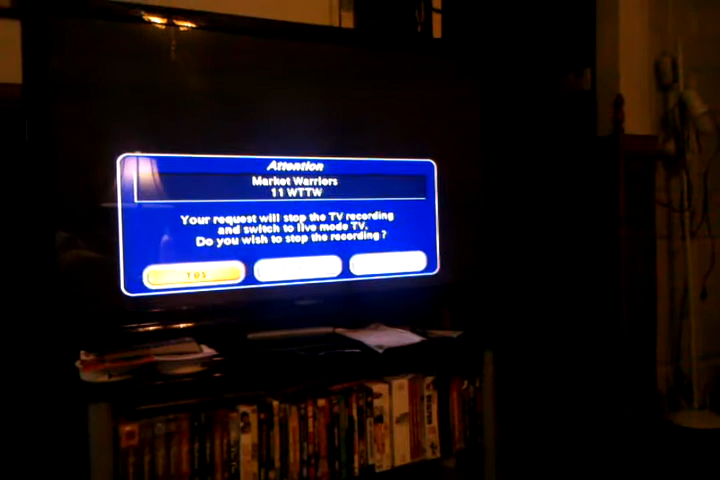 Attention
Market Warriors
11 WTTW
Your request will stop the TV recording
and switch to live mode TV.
Do you wish to stop the recording ?
YES